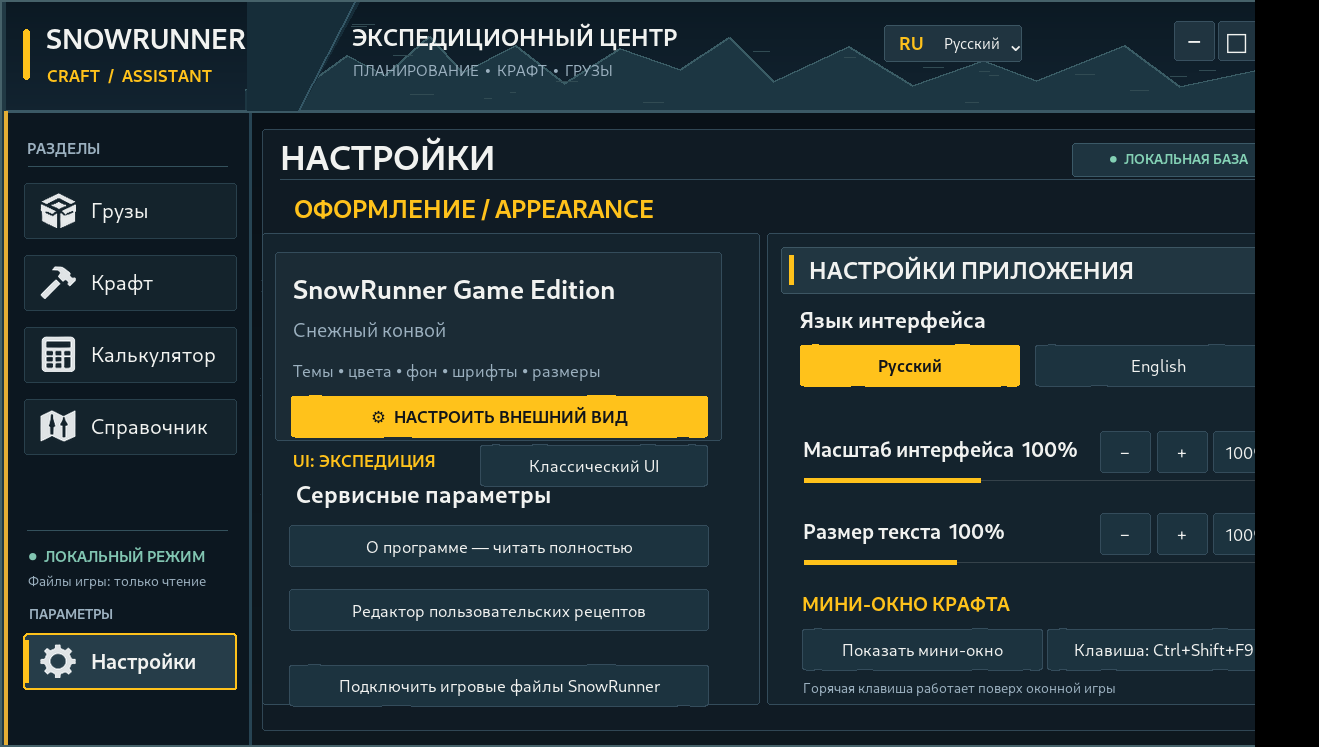 SNOWRUNNER
CRAFT / ASSISTANT
ЭКСПЕДИЦИОННЫЙ ЦЕНТР
ПЛАНИРОВАНИЕ • КРАФТ • ГРУЗЫ
RU Русский
РАЗДЕЛЫ
Грузы
Крафт
Калькулятор
Справочник
● ЛОКАЛЬНЫЙ РЕЖИМ
Файлы игры: только чтение
ПАРАМЕТРЫ
Настройки
НАСТРОЙКИ
● ЛОКАЛЬНАЯ БАЗА
ОФОРМЛЕНИЕ / APPEARANCE
SnowRunner Game Edition
Снежный конвой
Темы • цвета • фон • шрифты • размеры
⚙ НАСТРОИТЬ ВНЕШНИЙ ВИД
UI: ЭКСПЕДИЦИЯ
Классический UI
Сервисные параметры
О программе — читать полностью
Редактор пользовательских рецептов
Подключить игровые файлы SnowRunner
НАСТРОЙКИ ПРИЛОЖЕНИЯ
Язык интерфейса
Русский English
Масштаб интерфейса 100% − + 100%
Размер текста 100% − + 100%
МИНИ-ОКНО КРАФТА
Показать мини-окно Клавиша: Ctrl+Shift+F9
Горячая клавиша работает поверх оконной игры